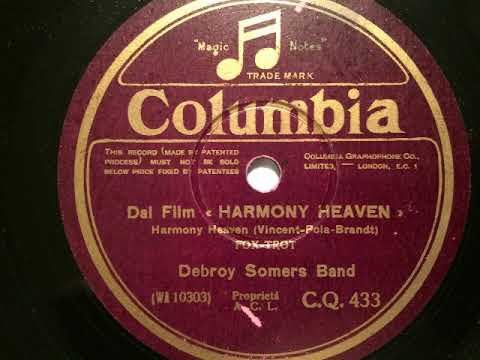 "Magic Notes"
TRADE MARK
Columbia
THIS RECORD (MADE BY PATENTED
PROCESS) MUST NOT BE SOLD
BELOW PRICE FIXED BY PATENTEES
COLUMBIA GRAPHOPHONE CO.,
LIMITED, — LONDON, E.C. 1
Dal Film « HARMONY HEAVEN »
Harmony Heaven (Vincent-Pola-Brandt)
FOX-TROT
Debroy Somers Band
(WA 10303) Proprietà C.Q. 433
A. C. L.